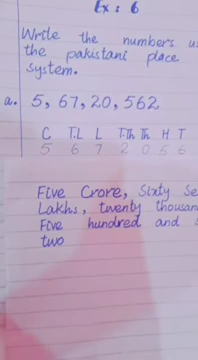 Ex : 6
Write the numbers
the pakistani place
system.
a. 5, 67, 20, 562
C T.L L T.Th Th H T
5 6 7 2 0 5 6
Five Crore, Sixty
Lakhs, twenty
Five hundred and
two